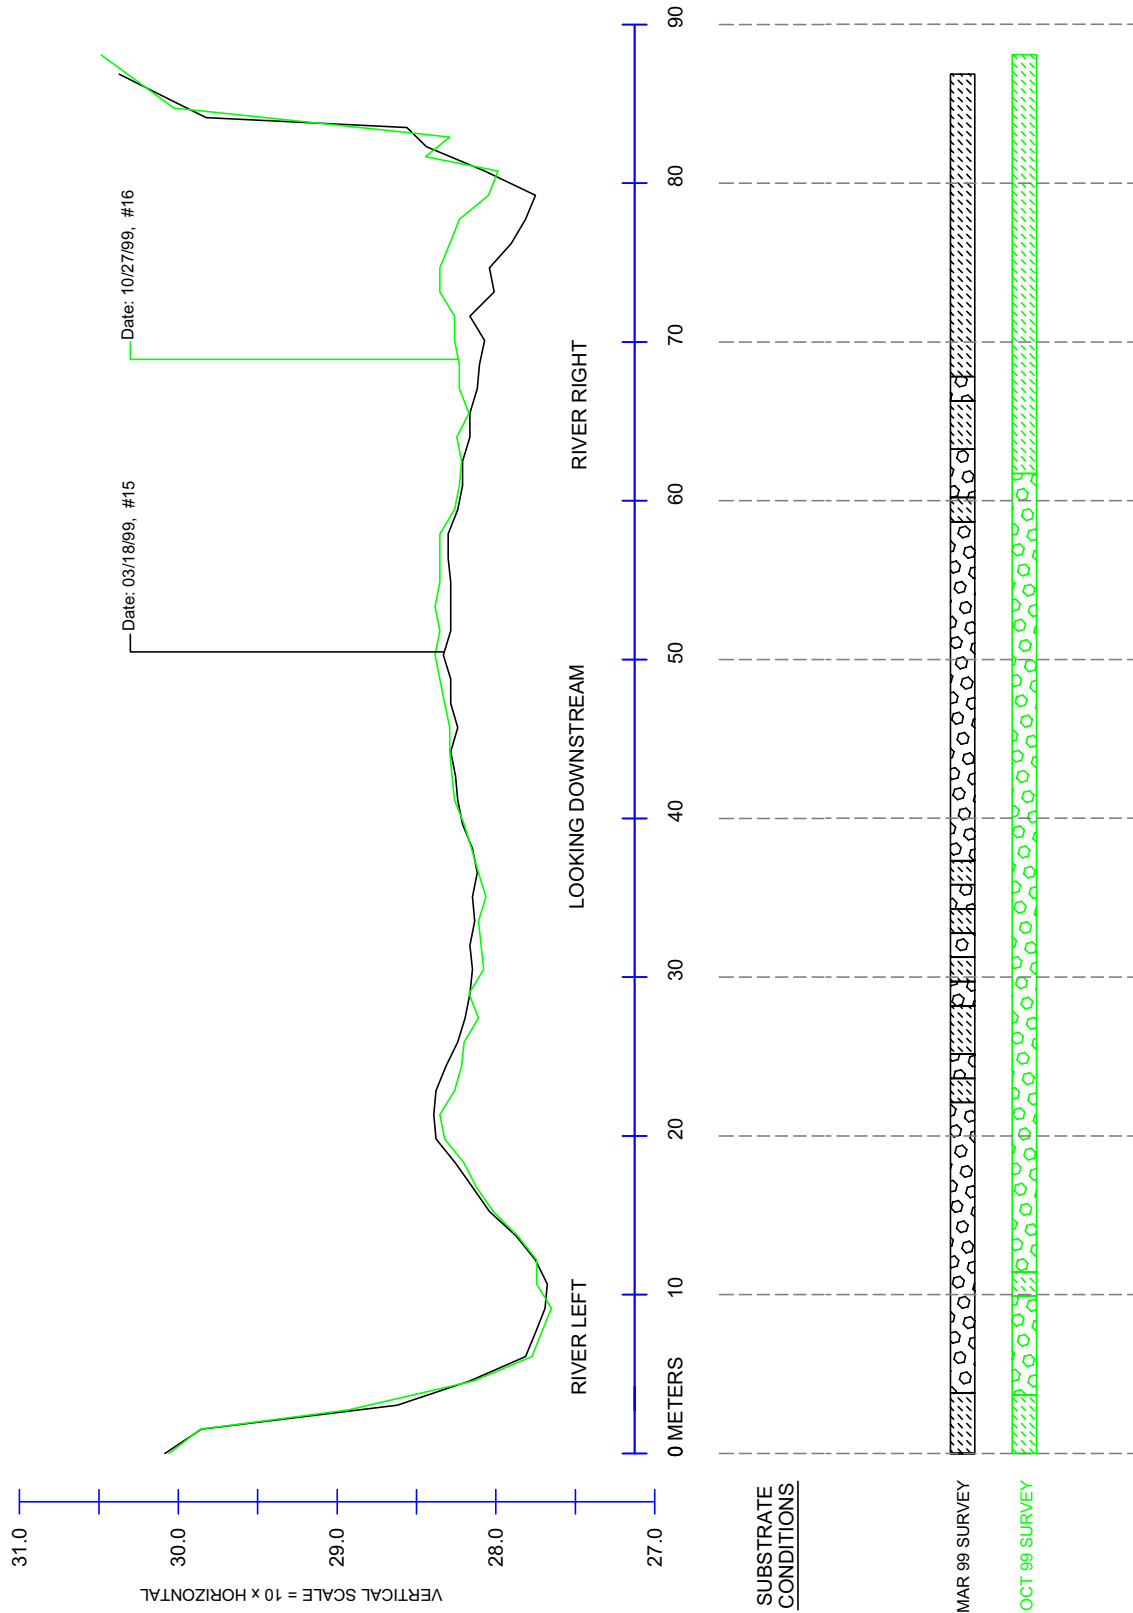 VERTICAL SCALE = 10 x HORIZONTAL
31.0
30.0
29.0
28.0
27.0
Date: 03/18/99, #15
Date: 10/27/99, #16
RIVER LEFT
LOOKING DOWNSTREAM
RIVER RIGHT
0 METERS
10
20
30
40
50
60
70
80
90
SUBSTRATE
CONDITIONS
MAR 99 SURVEY
OCT 99 SURVEY